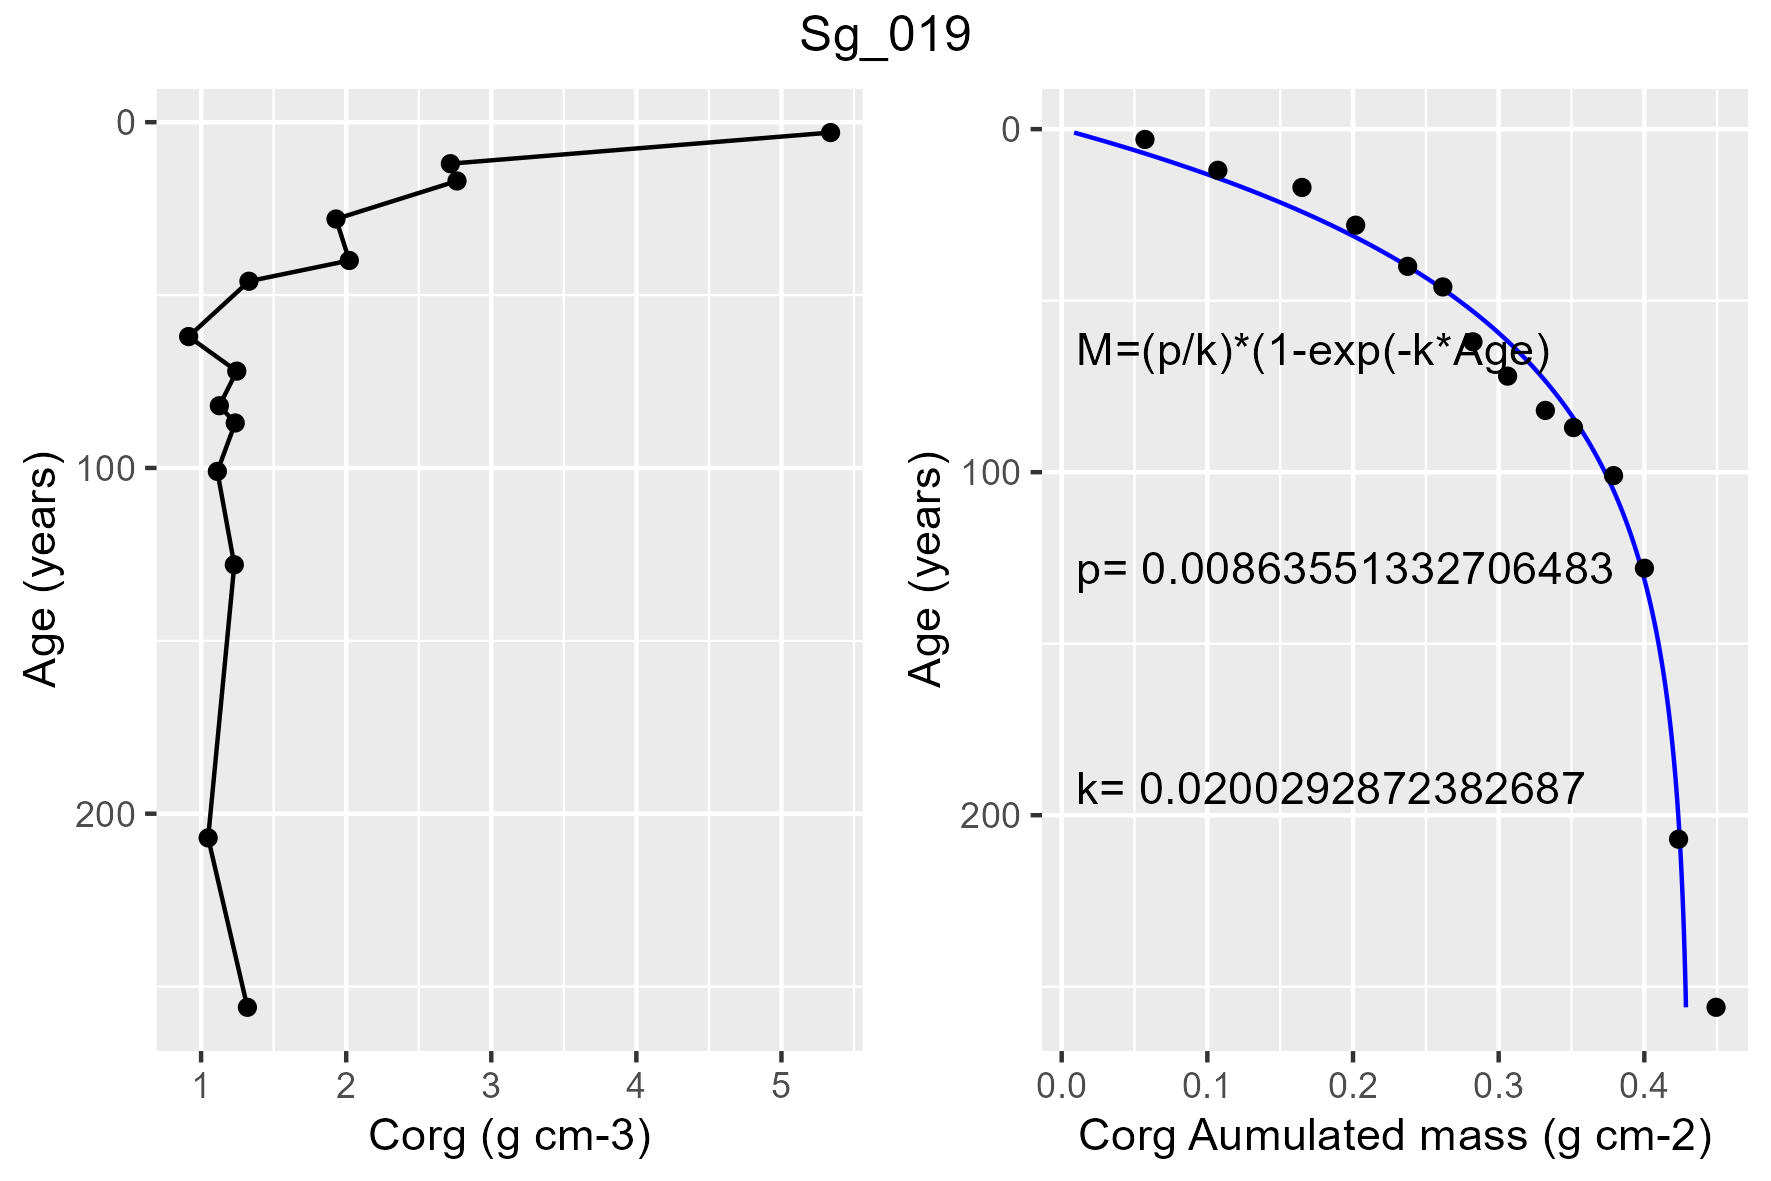 Sg_019
Age (years)
0
100
200
1 2 3 4 5
Corg (g cm-3)
Age (years)
0
100
200
M=(p/k)*(1-exp(-k*Age)
p= 0.00863551332706483
k= 0.0200292872382687
0.0 0.1 0.2 0.3 0.4
Corg Aumulated mass (g cm-2)